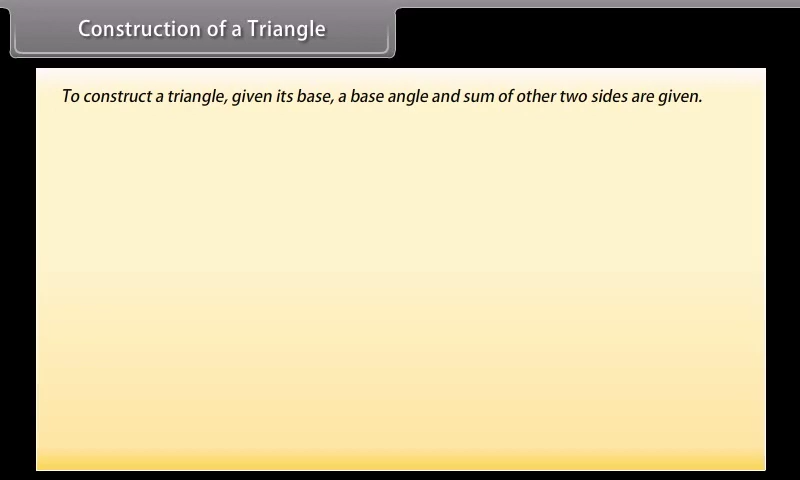 Construction of a Triangle
To construct a triangle, given its base, a base angle and sum of other two sides are given.